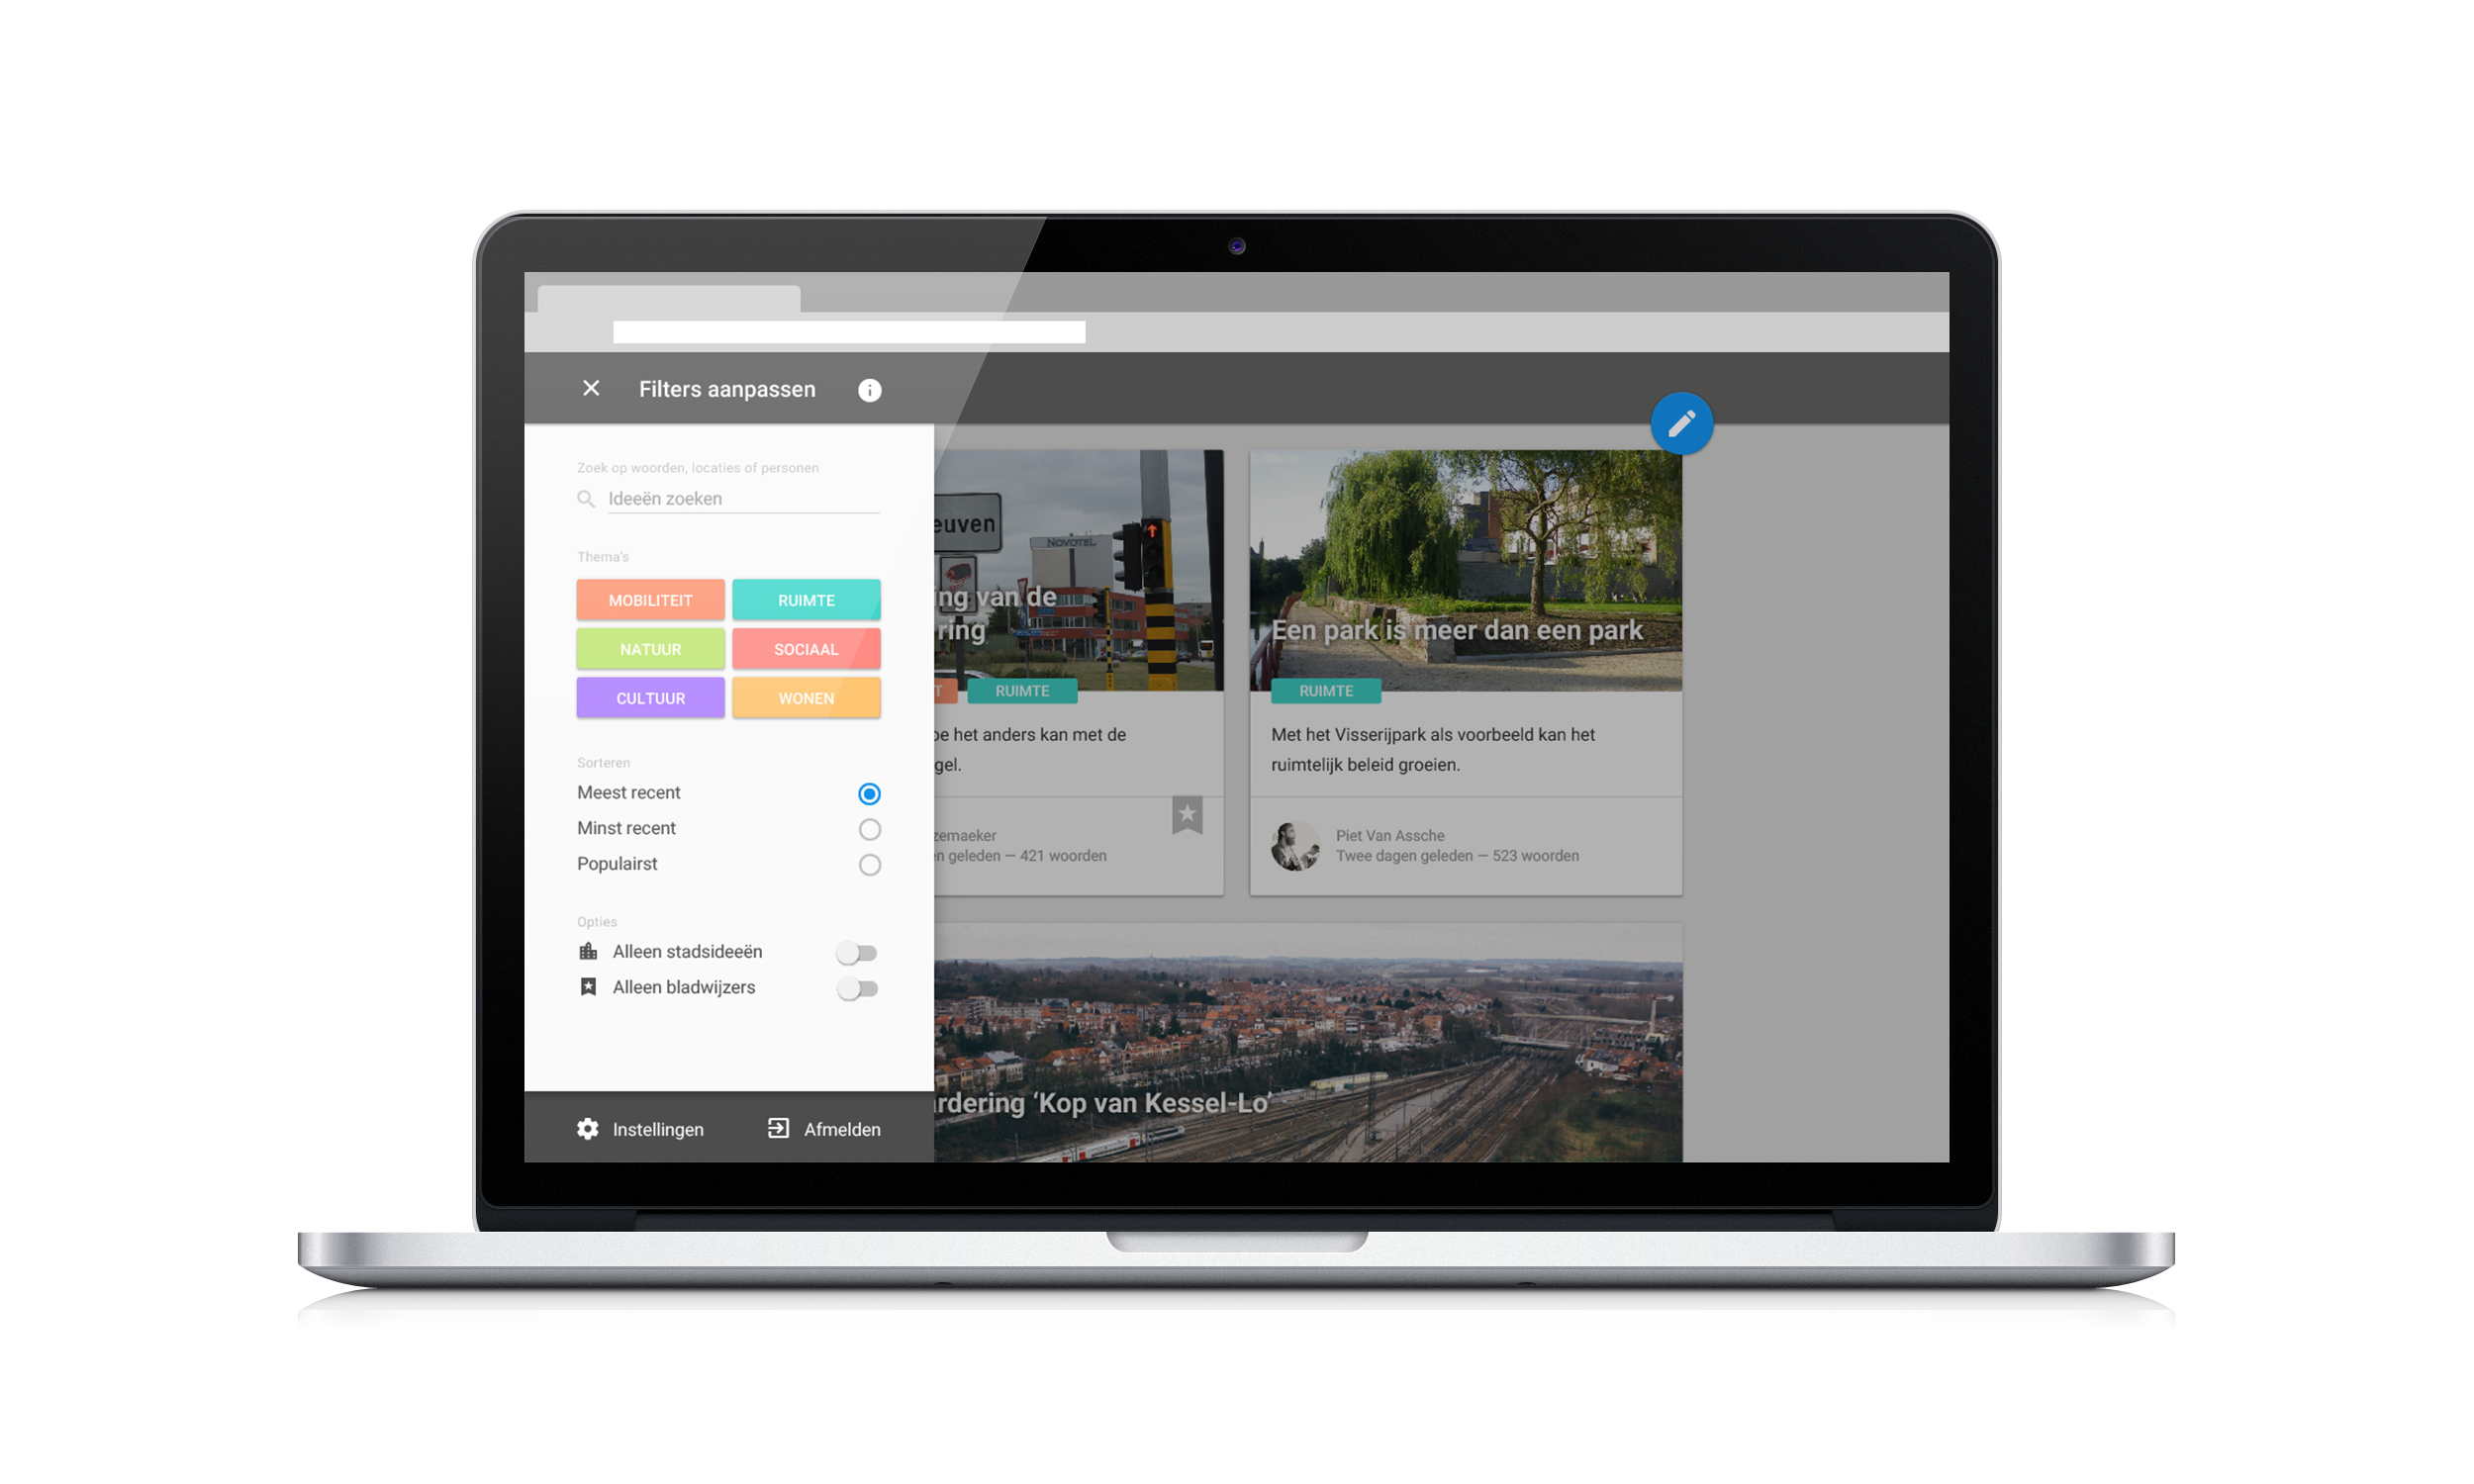 Filters aanpassen
Zoek op woorden, locaties of personen
Ideeën zoeken
Thema's
MOBILITEIT
RUIMTE
NATUUR
SOCIAAL
CULTUUR
WONEN
Sorteren
Meest recent
Minst recent
Populairst
Opties
Alleen stadsideeën
Alleen bladwijzers
Instellingen
Afmelden
euven
NOVOTEL
ing van de
ring
T
RUIMTE
oe het anders kan met de
gel.
zemaeker
n geleden — 421 woorden
Een park is meer dan een park
RUIMTE
Met het Visserijpark als voorbeeld kan het
ruimtelijk beleid groeien.
Piet Van Assche
Twee dagen geleden — 523 woorden
rdering ‘Kop van Kessel-Lo’